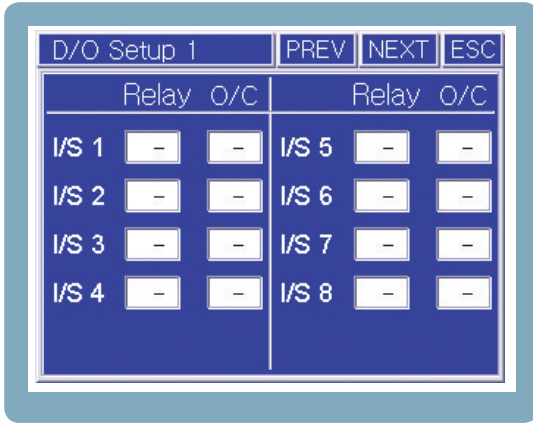 D/O Setup 1 PREV NEXT ESC
Relay O/C Relay O/C
I/S 1 - - I/S 5 - -
I/S 2 - - I/S 6 - -
I/S 3 - - I/S 7 - -
I/S 4 - - I/S 8 - -